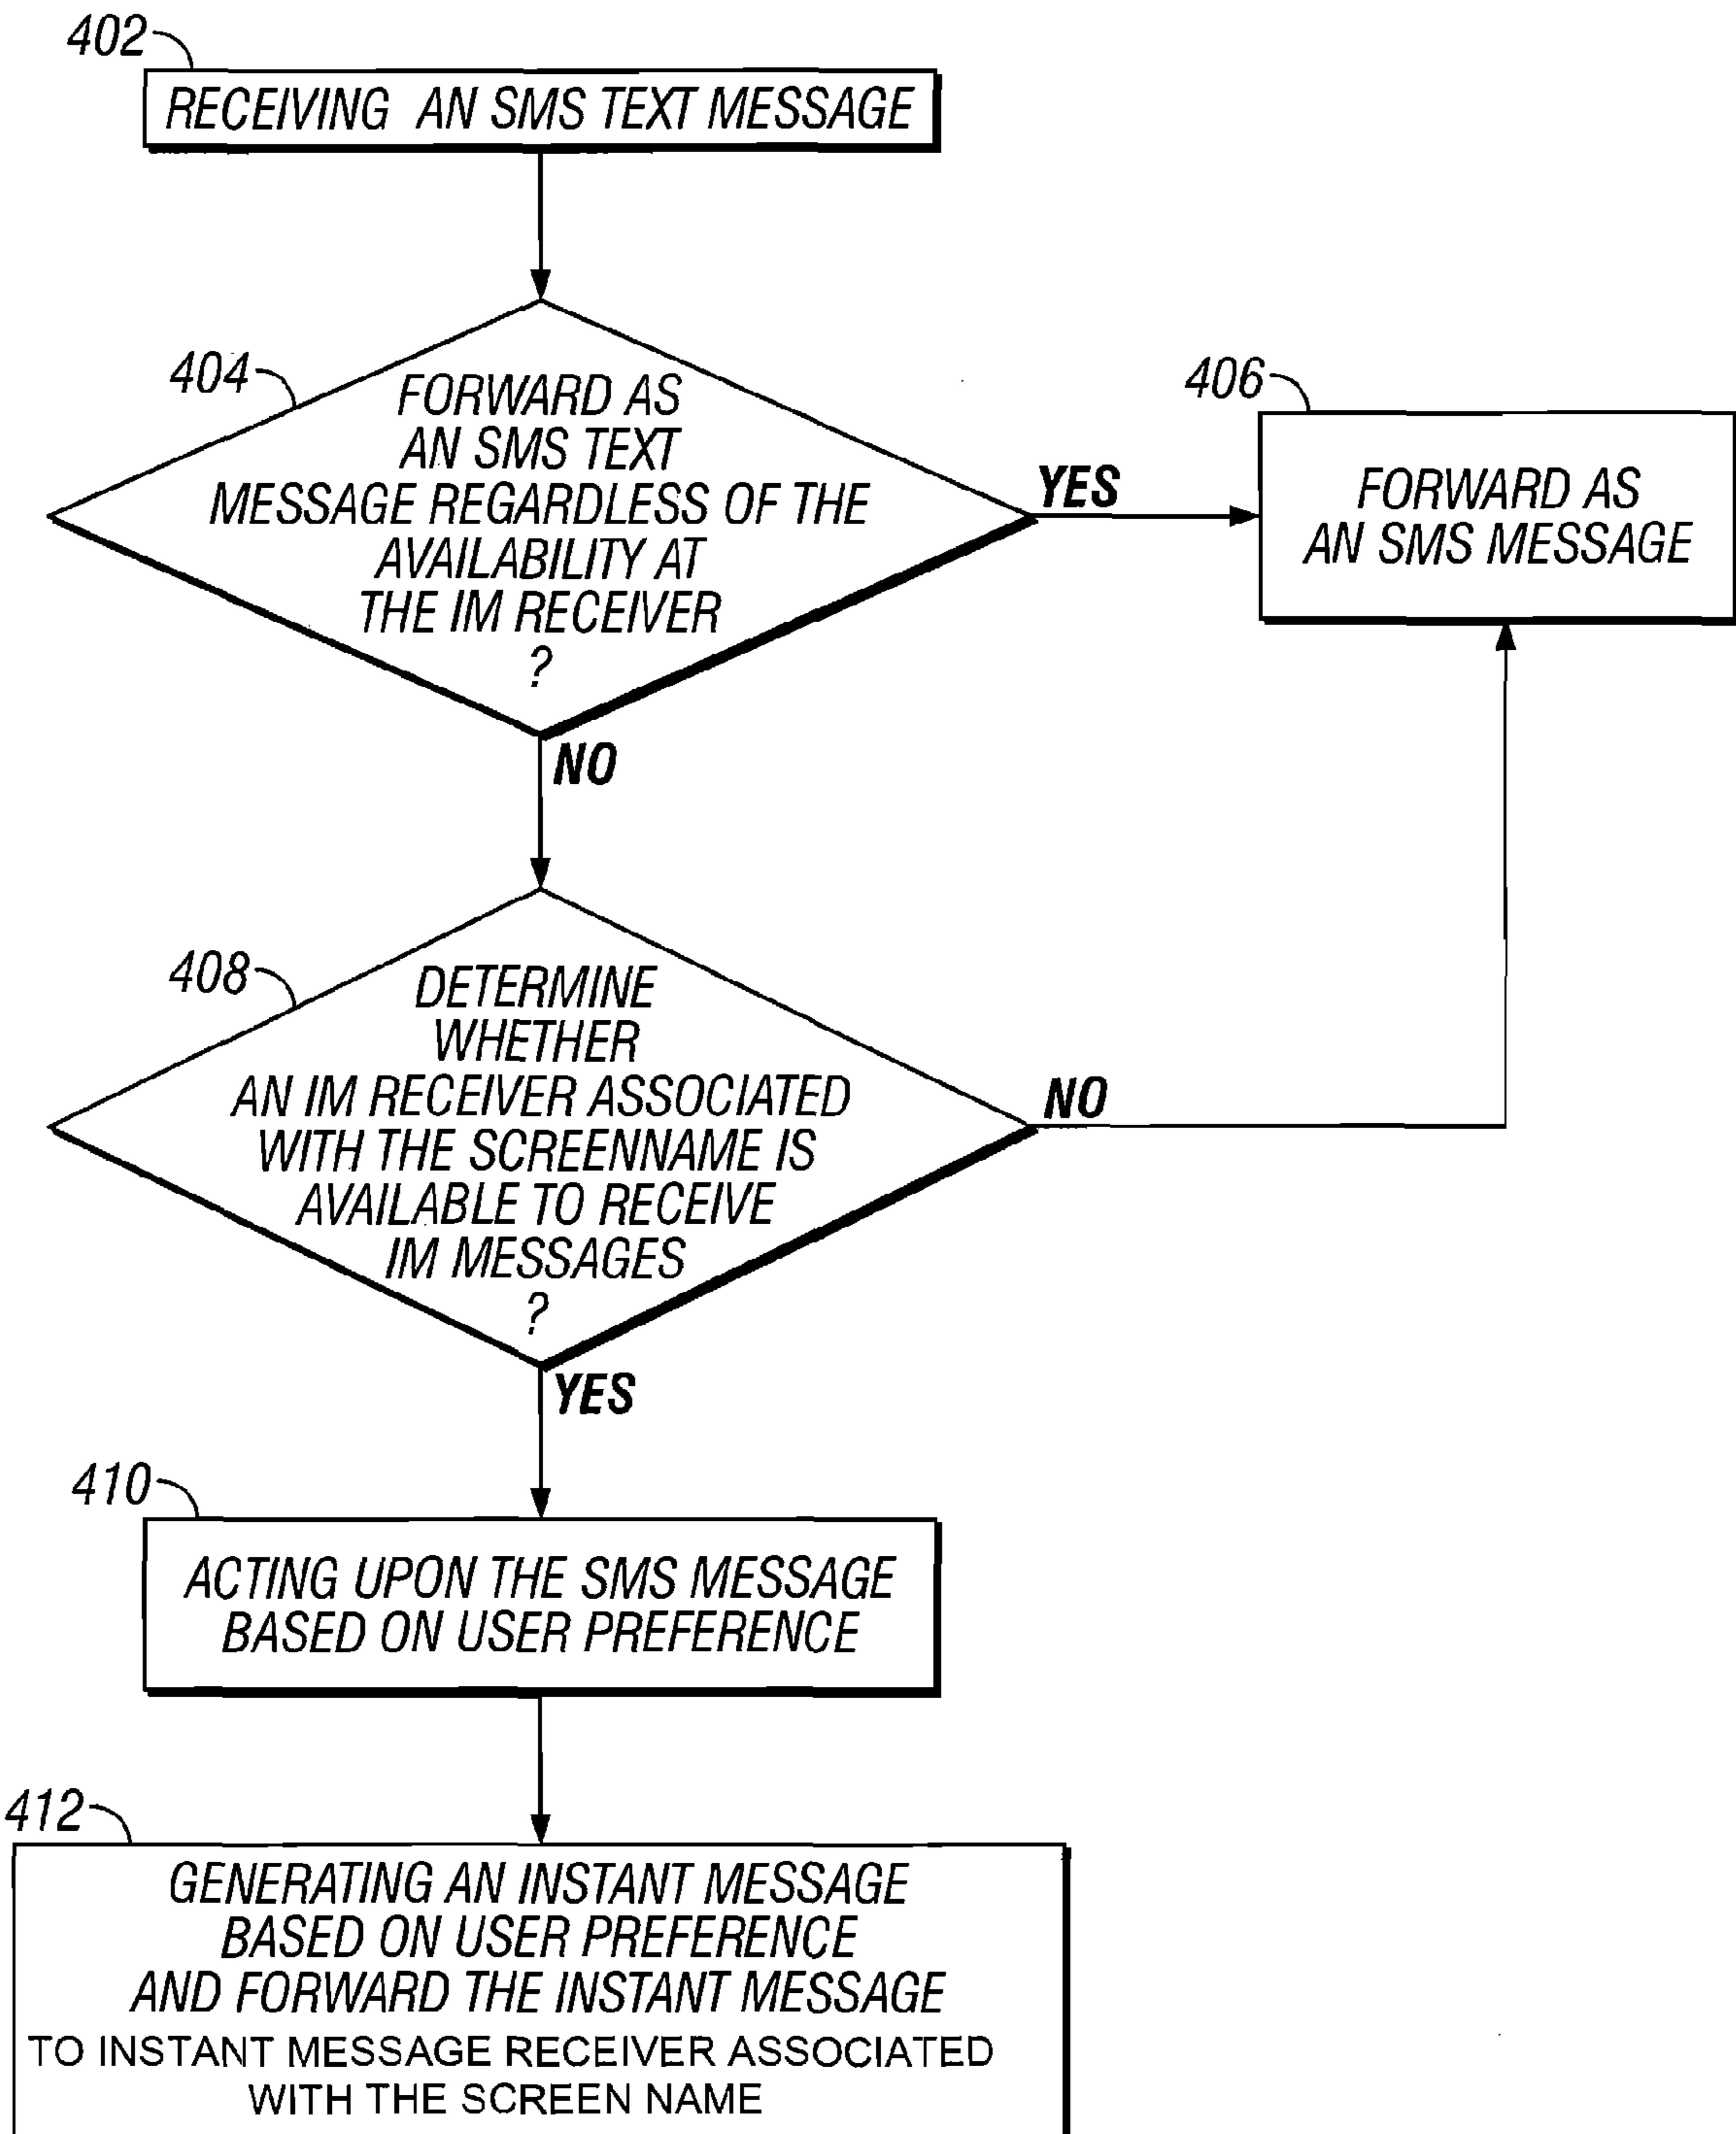 402
RECEIVING AN SMS TEXT MESSAGE
404
FORWARD AS
AN SMS TEXT
MESSAGE REGARDLESS OF THE
AVAILABILITY AT
THE IM RECEIVER
?
YES
406
FORWARD AS
AN SMS MESSAGE
NO
408
DETERMINE
WHETHER
AN IM RECEIVER ASSOCIATED
WITH THE SCREENNAME IS
AVAILABLE TO RECEIVE
IM MESSAGES
?
NO
YES
410
ACTING UPON THE SMS MESSAGE
BASED ON USER PREFERENCE
412
GENERATING AN INSTANT MESSAGE
BASED ON USER PREFERENCE
AND FORWARD THE INSTANT MESSAGE
TO INSTANT MESSAGE RECEIVER ASSOCIATED
WITH THE SCREEN NAME